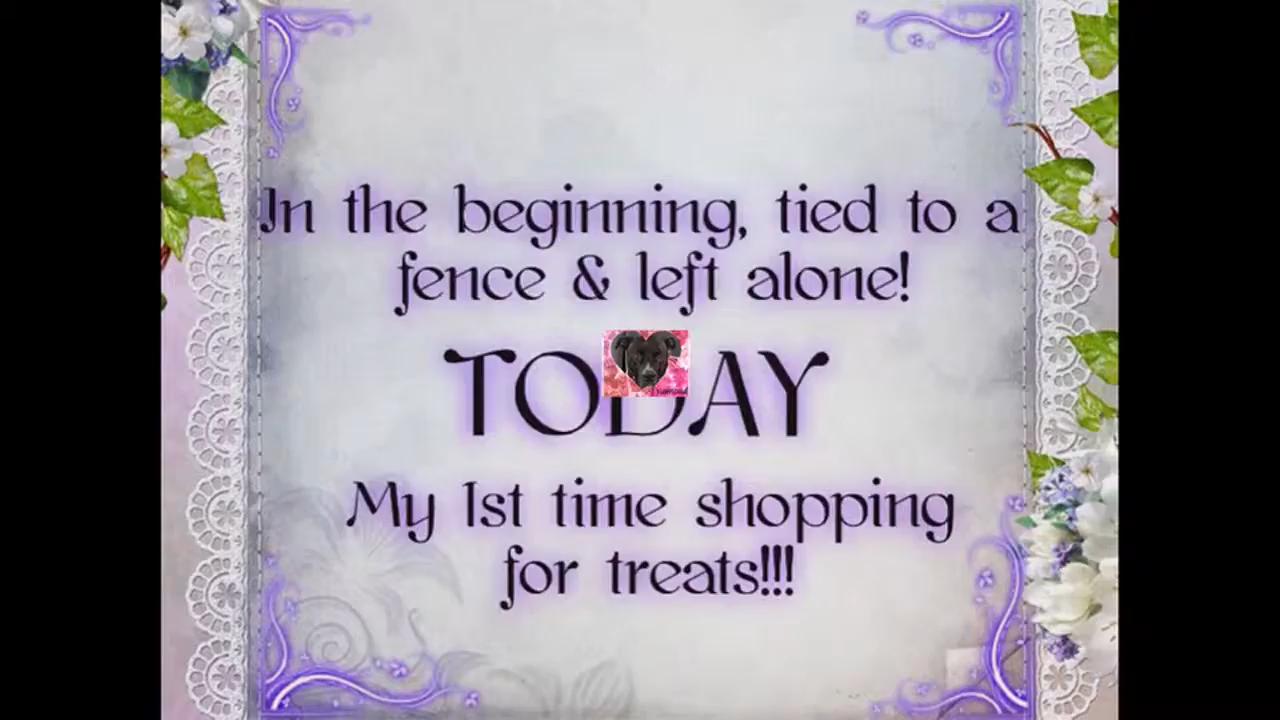 In the beginning, tied to a
fence & left alone!
TODAY
My 1st time shopping
for treats!!!